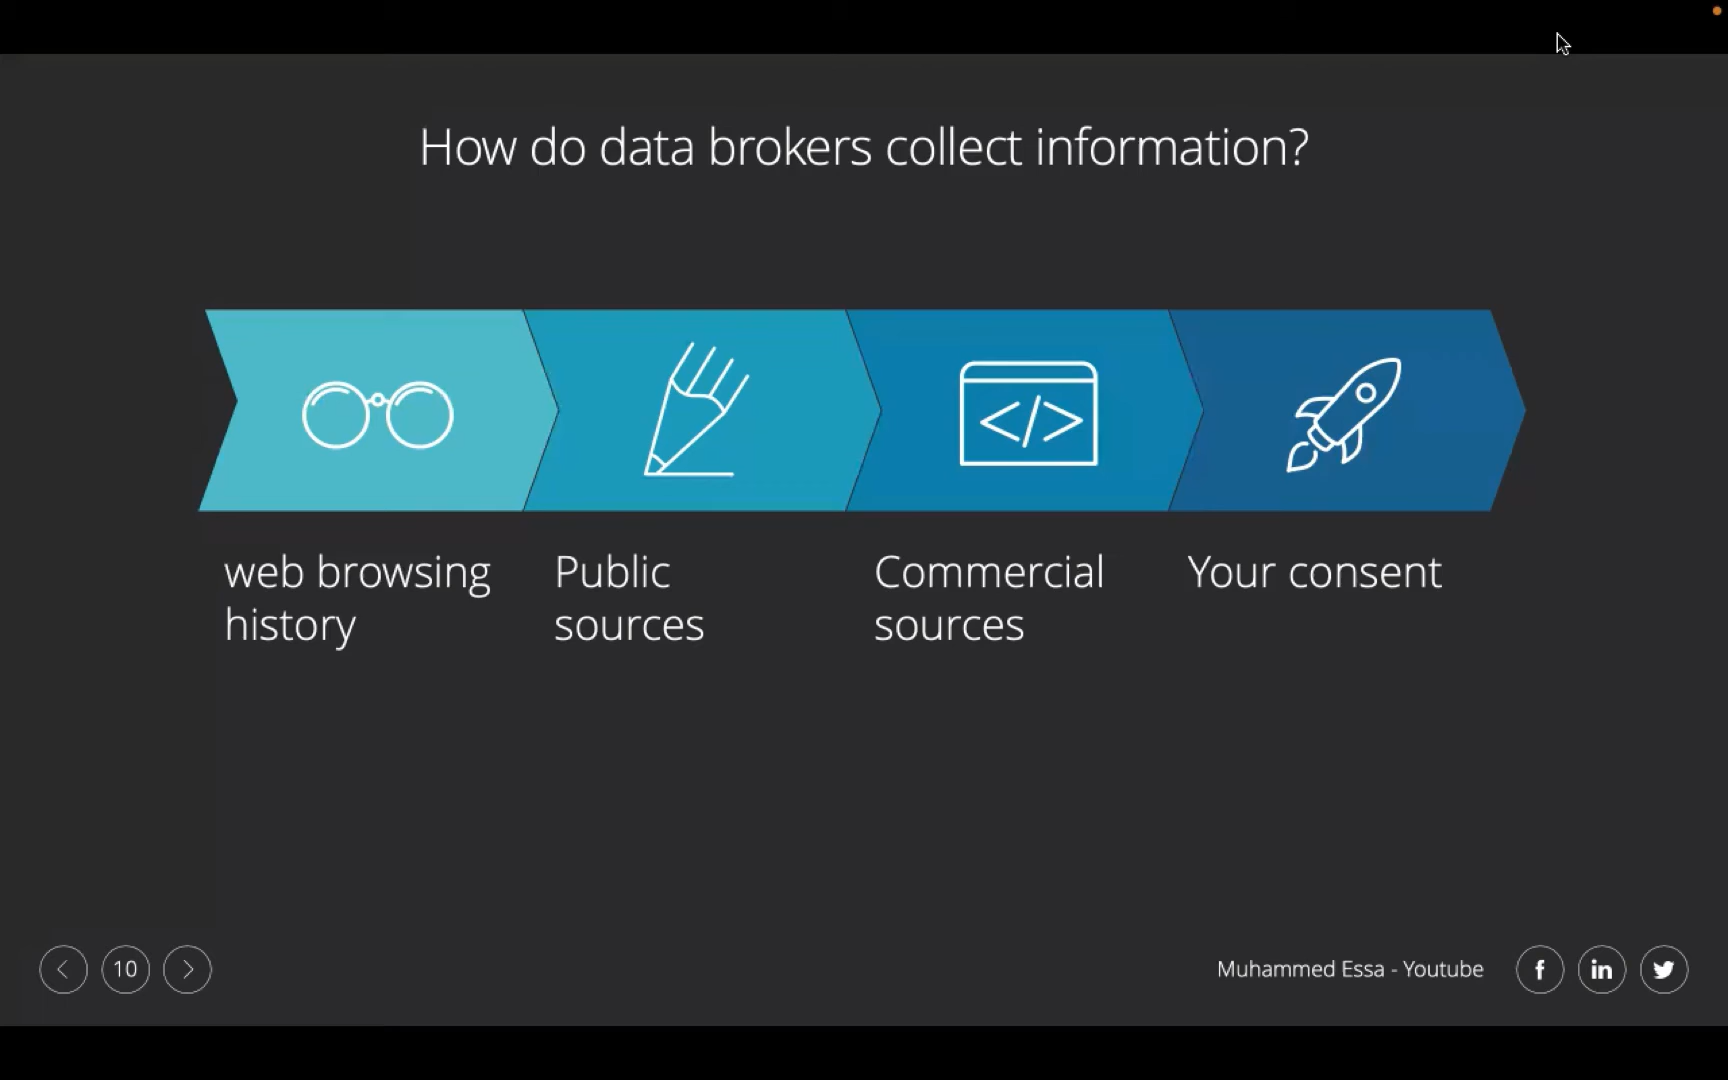 How do data brokers collect information?
</>
web browsing
history
Public
sources
Commercial
sources
Your consent
10
Muhammed Essa - Youtube
f
in